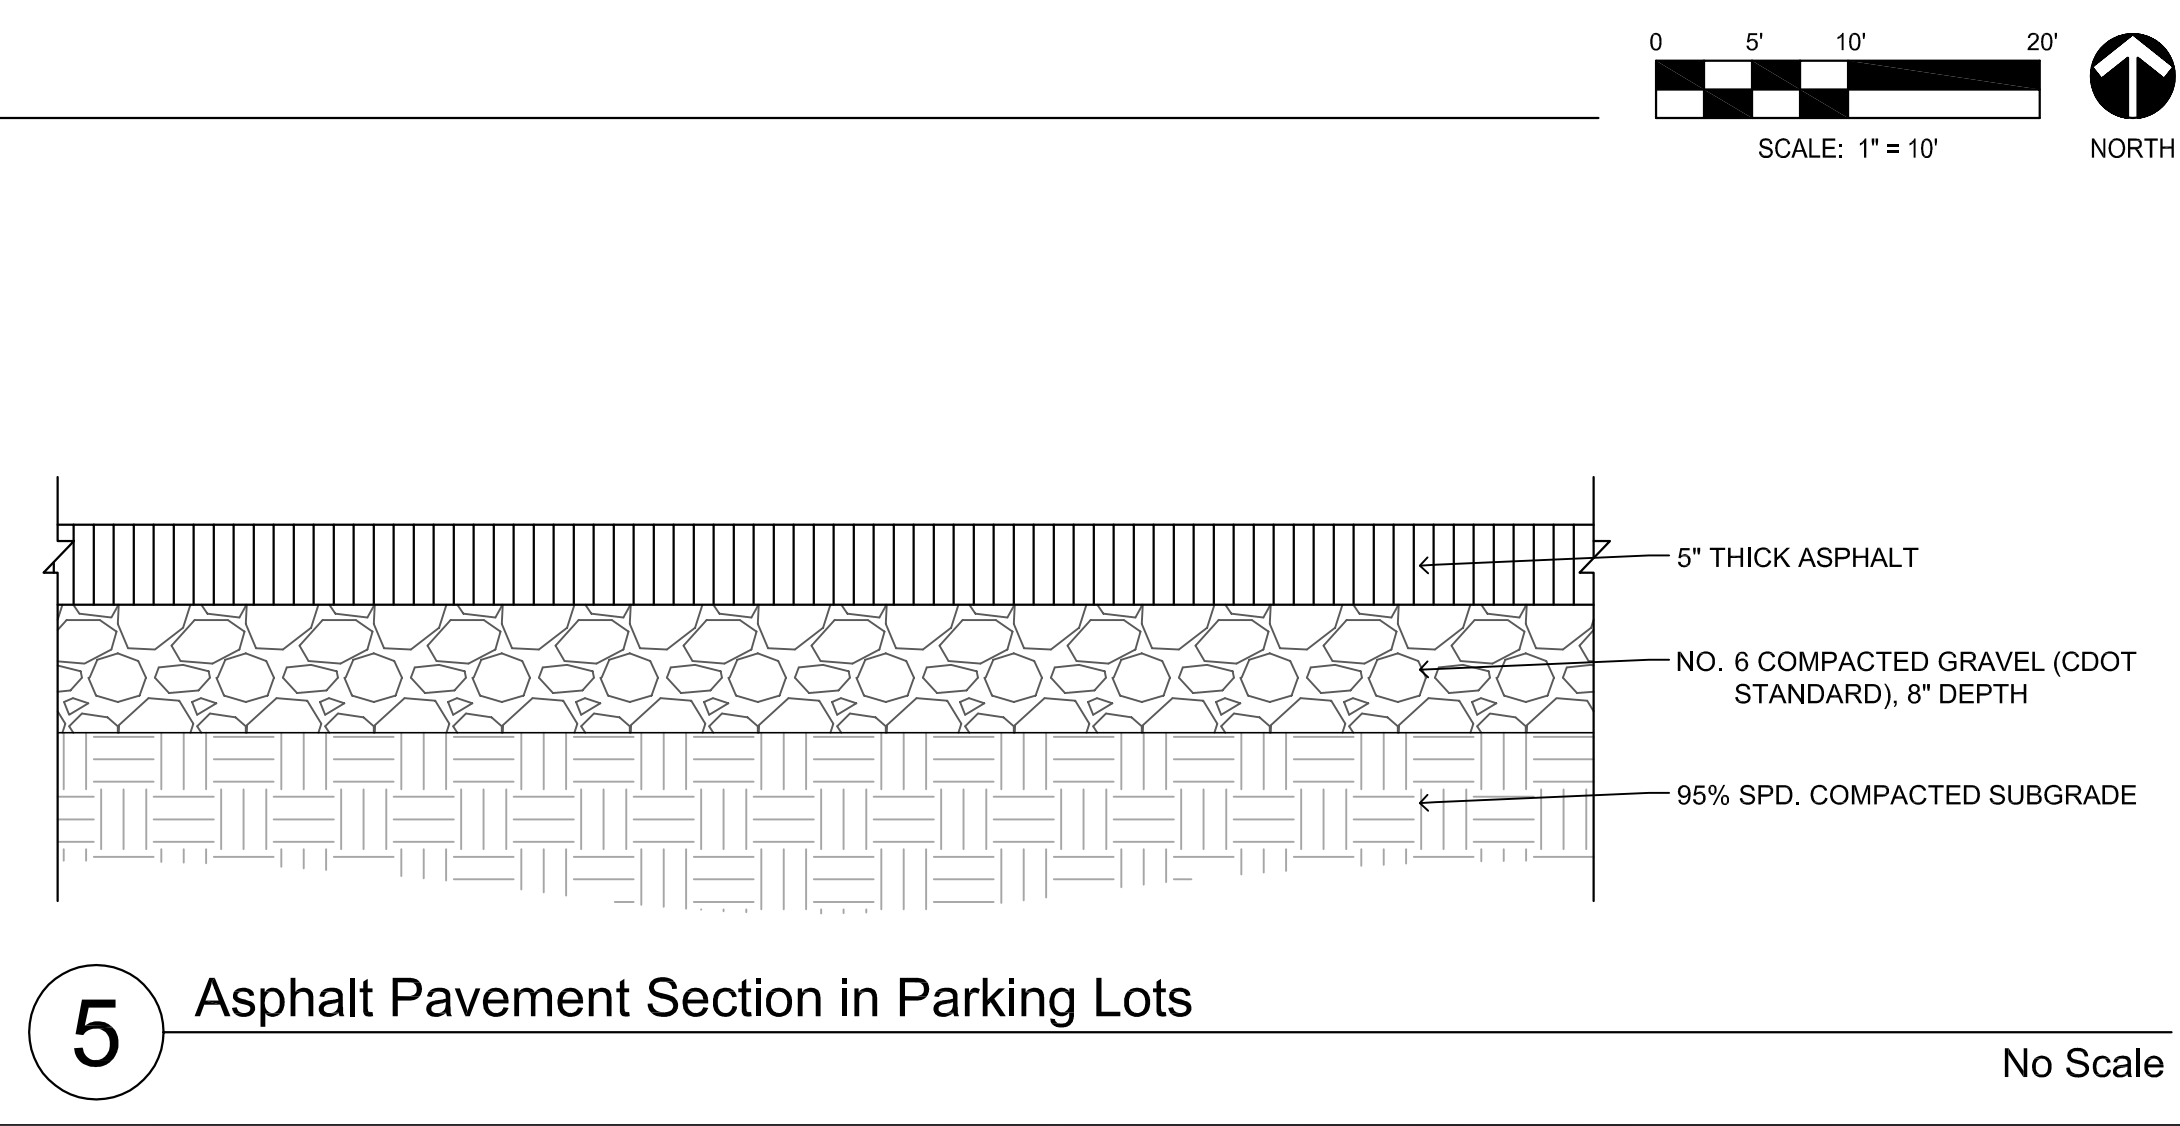 0 5' 10' 20'
SCALE: 1" = 10'
NORTH
5" THICK ASPHALT
NO. 6 COMPACTED GRAVEL (CDOT
STANDARD), 8" DEPTH
95% SPD. COMPACTED SUBGRADE
5
Asphalt Pavement Section in Parking Lots
No Scale